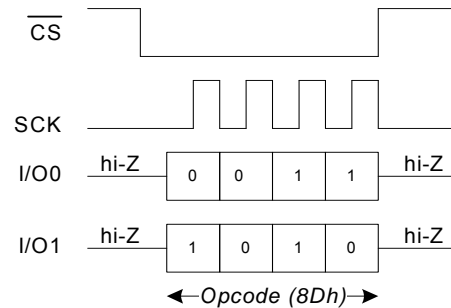 CS
SCK
hi-Z hi-Z
I/O0 0 0 1 1
hi-Z hi-Z
I/O1 1 0 1 0
Opcode (8Dh)